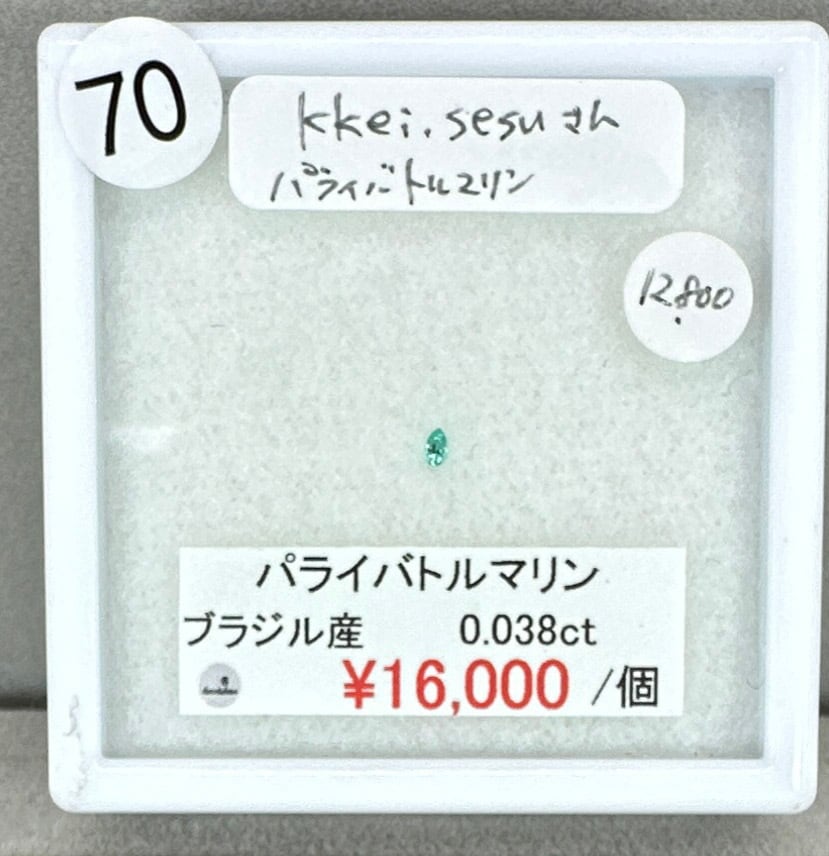 70
kkei.sesuさん
パライバトルマリン
12,800
パライバトルマリン
ブラジル産 0.038ct
¥16,000 /個